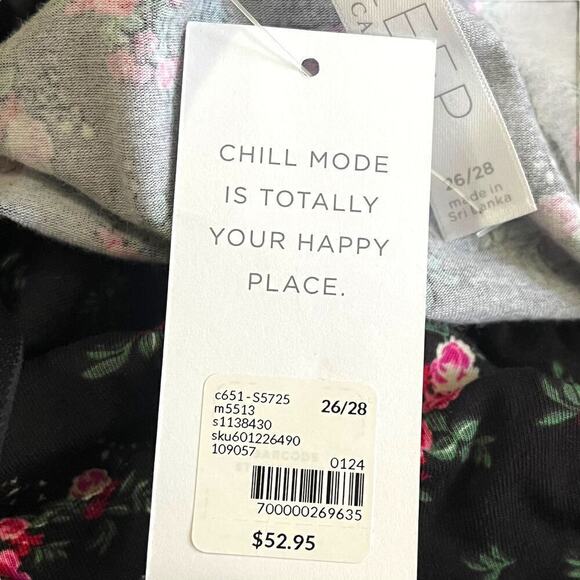 CHILL MODE
IS TOTALLY
YOUR HAPPY
PLACE.
c651-S5725
m5513
26/28
s1138430
sku601226490
109057
0124
700000269635
$52.95
26/28
made in
Sri Lanka